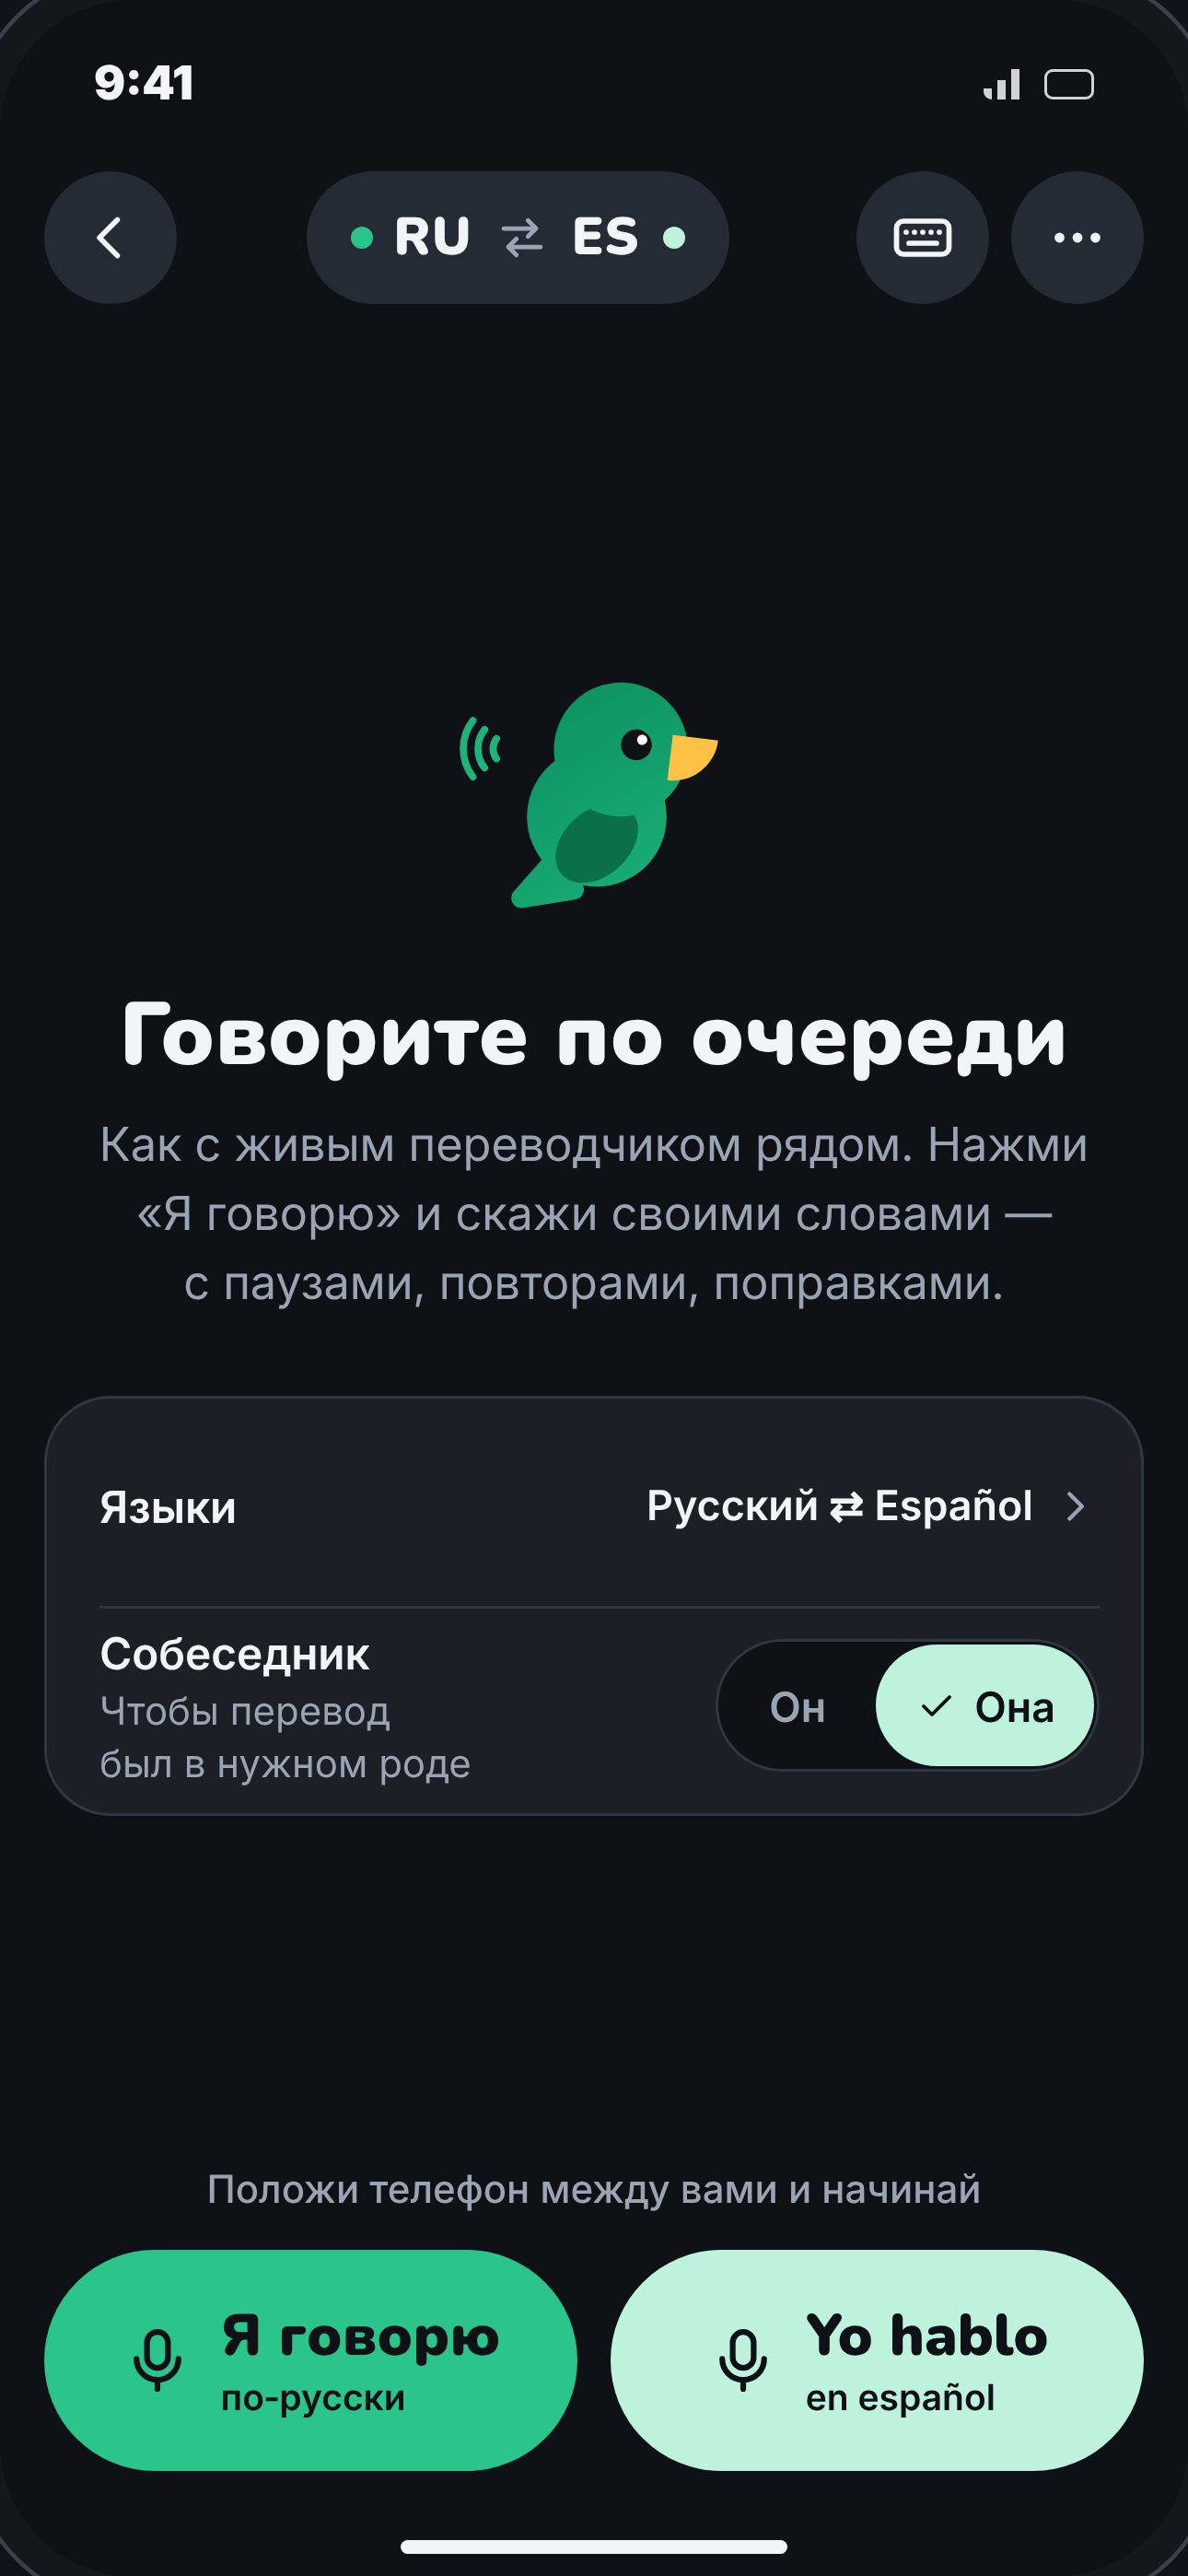 9:41
RU ⇄ ES
Говорите по очереди
Как с живым переводчиком рядом. Нажми
«Я говорю» и скажи своими словами —
с паузами, повторами, поправками.
Языки
Русский ⇄ Español
Собеседник
Чтобы перевод
был в нужном роде
Он
Она
Положи телефон между вами и начинай
Я говорю
по-русски
Yo hablo
en español